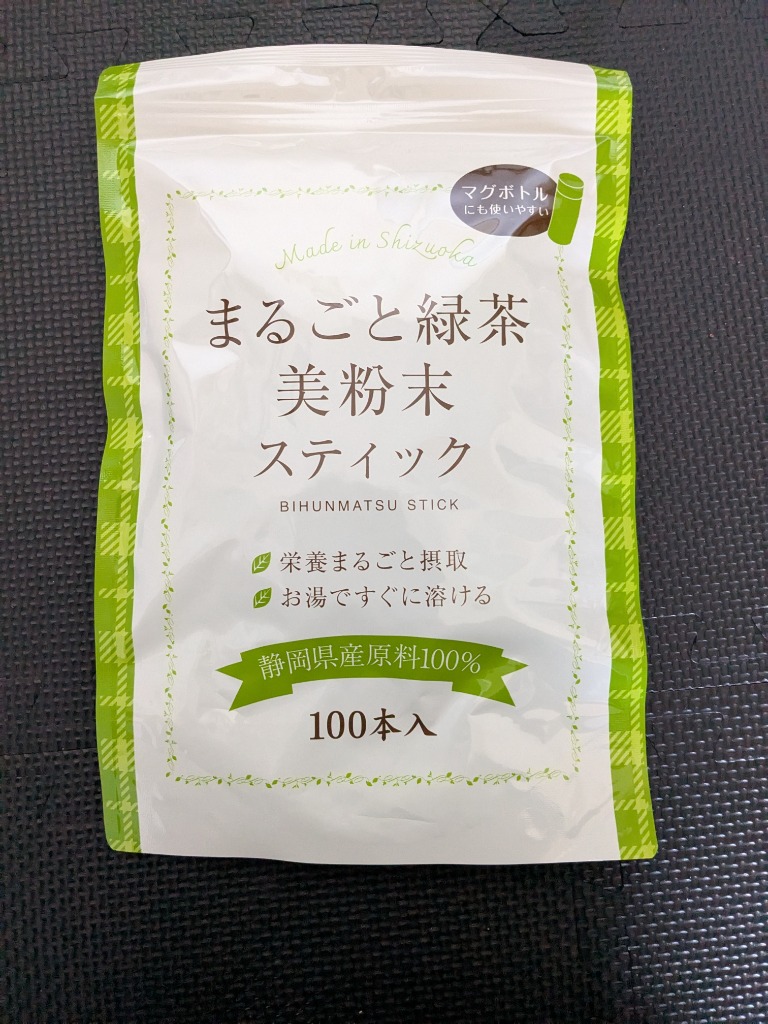 マグボトル
にも使いやすい
Made in Shizuoka
まるごと緑茶
美粉末
スティック
BIHUNMATSU STICK
栄養まるごと摂取
お湯ですぐに溶ける
静岡県産原料100%
100本入